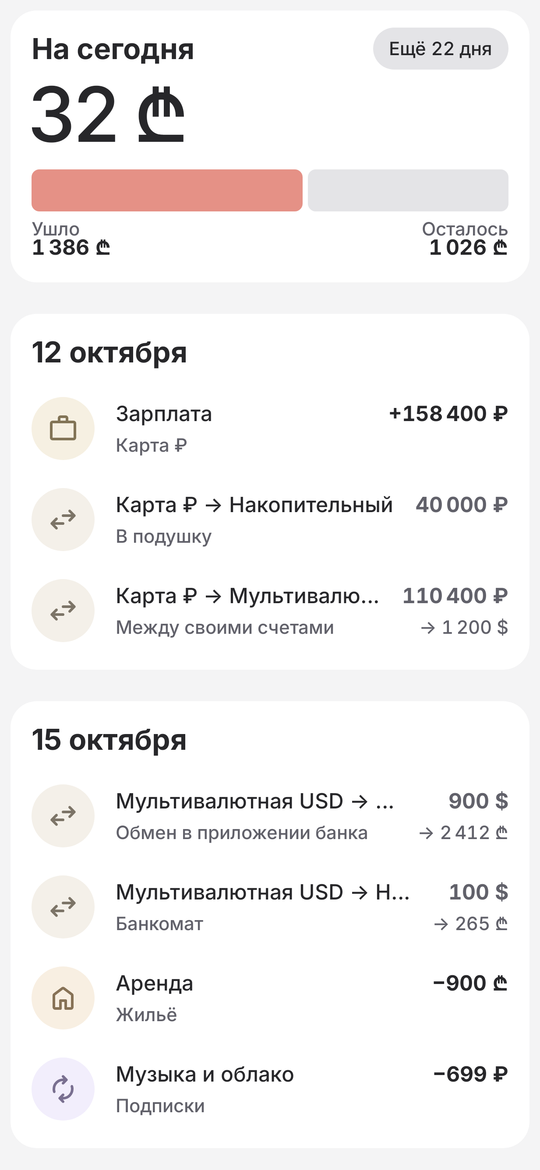 На сегодня
Ещё 22 дня
32 ₾
Ушло
Осталось
1 386 ₾
1 026 ₾
12 октября
Зарплата
+158 400 ₽
Карта ₽
Карта ₽ → Накопительный
40 000 ₽
В подушку
Карта ₽ → Мультивалю...
110 400 ₽
Между своими счетами
→ 1 200 $
15 октября
Мультивалютная USD → ...
900 $
Обмен в приложении банка
→ 2 412 ₾
Мультивалютная USD → Н...
100 $
Банкомат
→ 265 ₾
Аренда
−900 ₾
Жильё
Музыка и облако
−699 ₽
Подписки